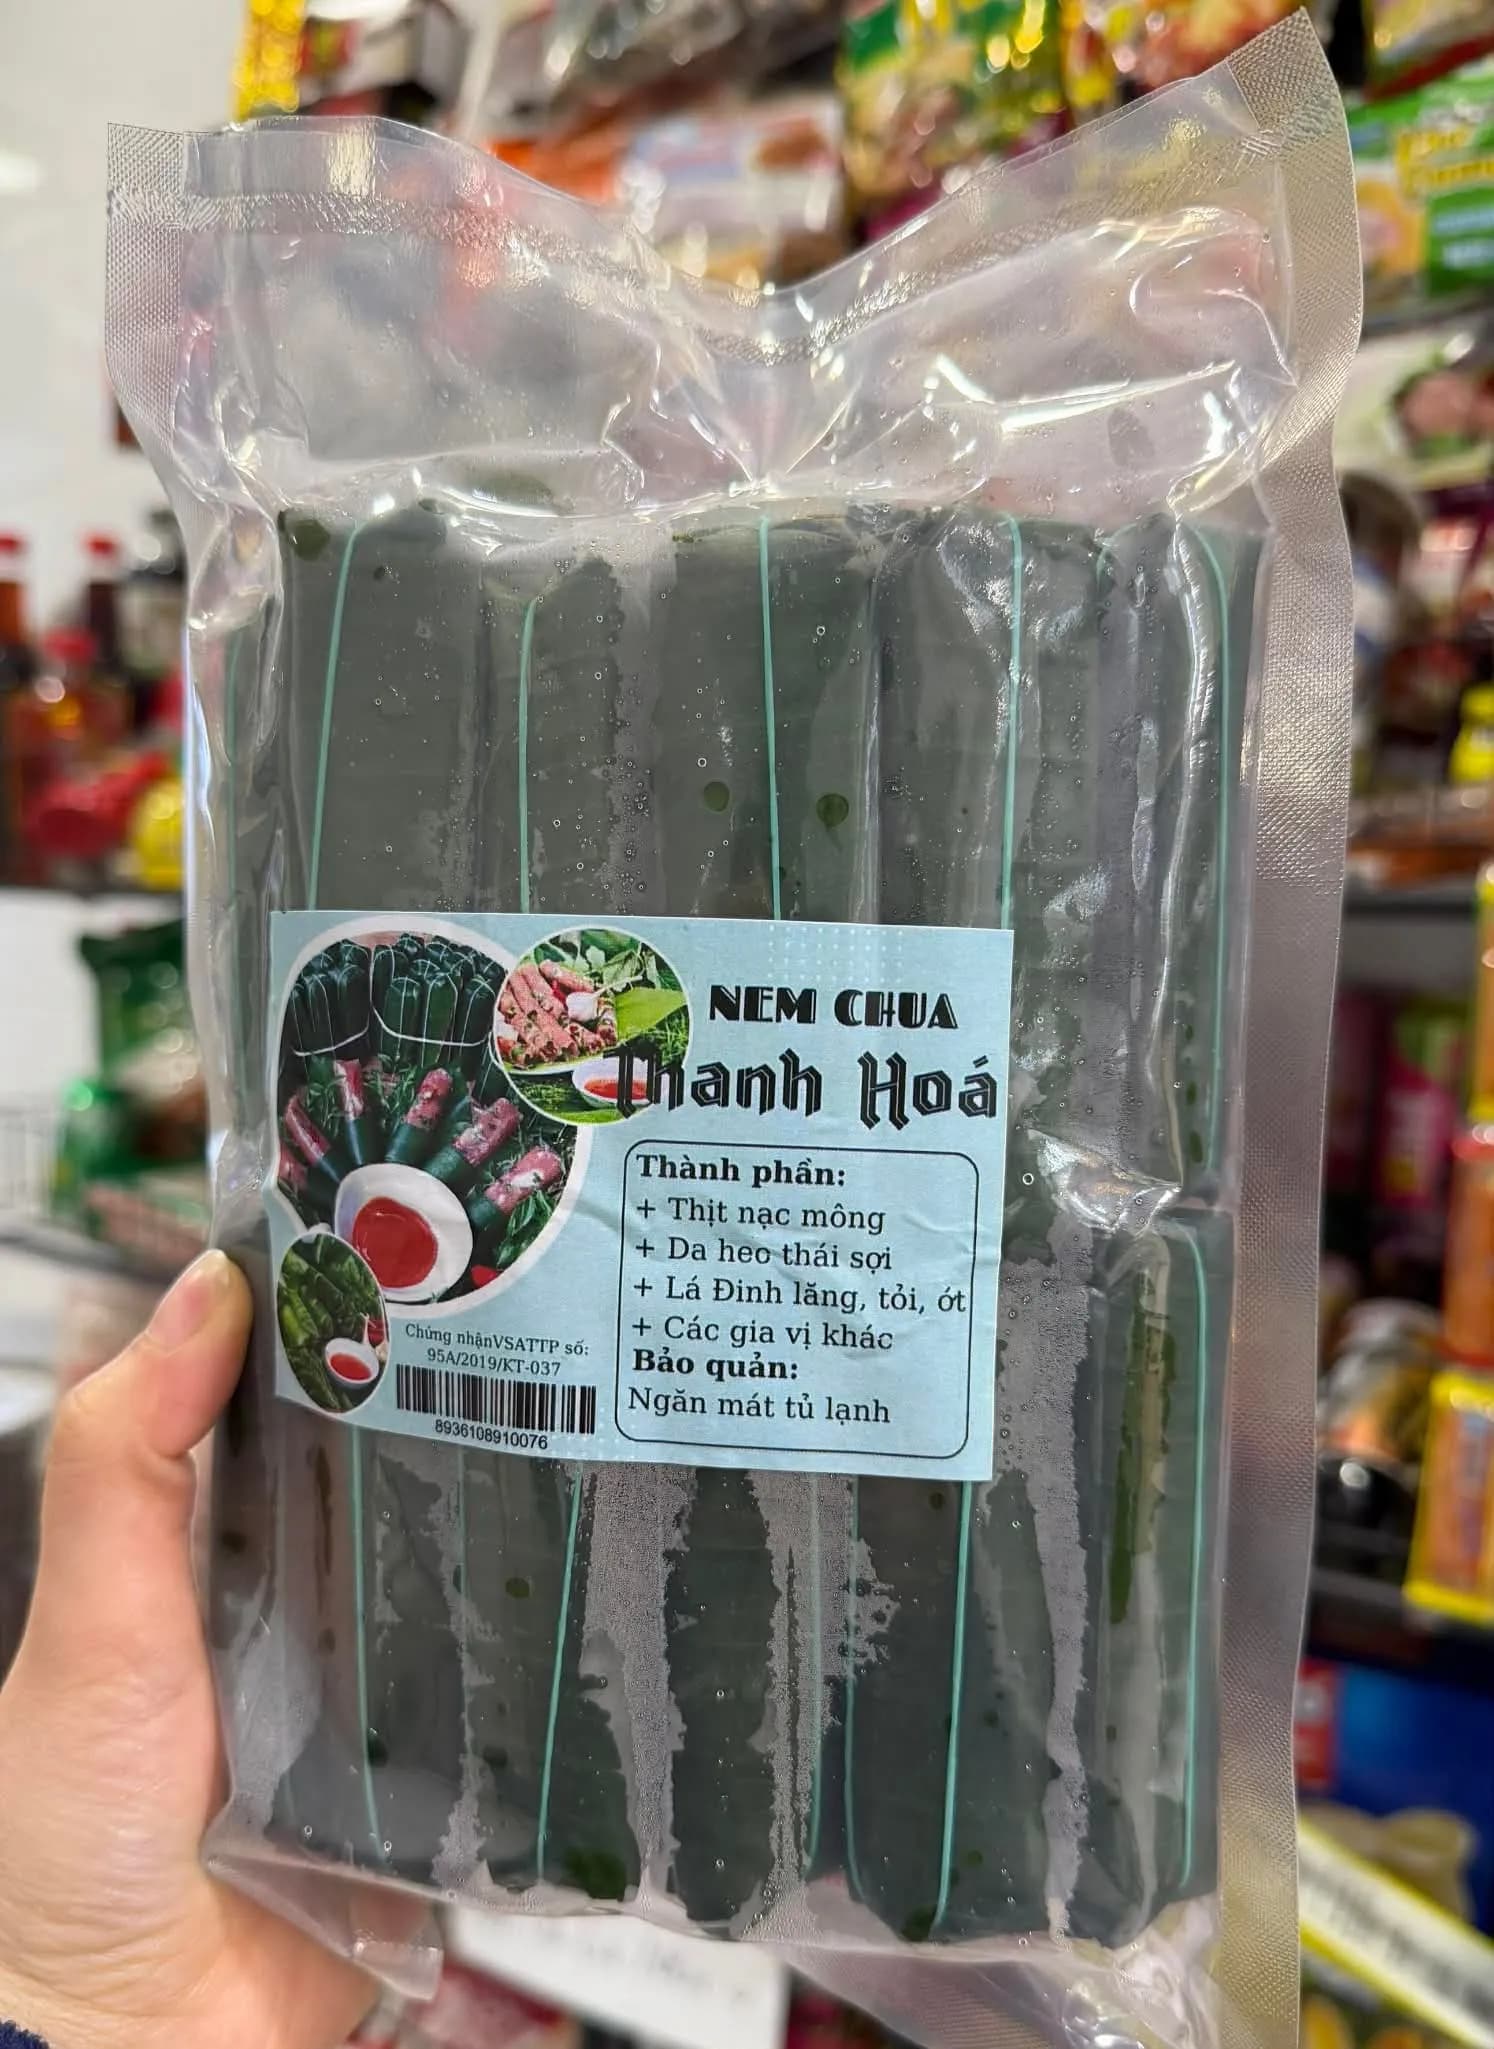 NEM CHUA
Thanh Hoá
Thành phần:
+ Thịt nạc mông
+ Da heo thái sợi
+ Lá Đinh lăng, tỏi, ớt
+ Các gia vị khác
Bảo quản:
Ngăn mát tủ lạnh
Chứng nhậnVSATTP số:
95A/2019/KT-037
8936108910076